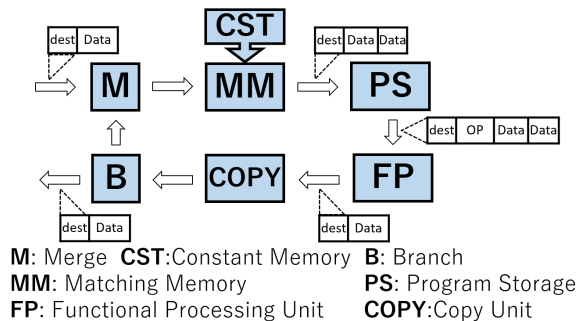 CST
dest Data
dest Data Data
M MM PS
dest OP Data Data
B COPY FP
dest Data
dest Data
M: Merge CST:Constant Memory B: Branch
MM: Matching Memory PS: Program Storage
FP: Functional Processing Unit COPY:Copy Unit